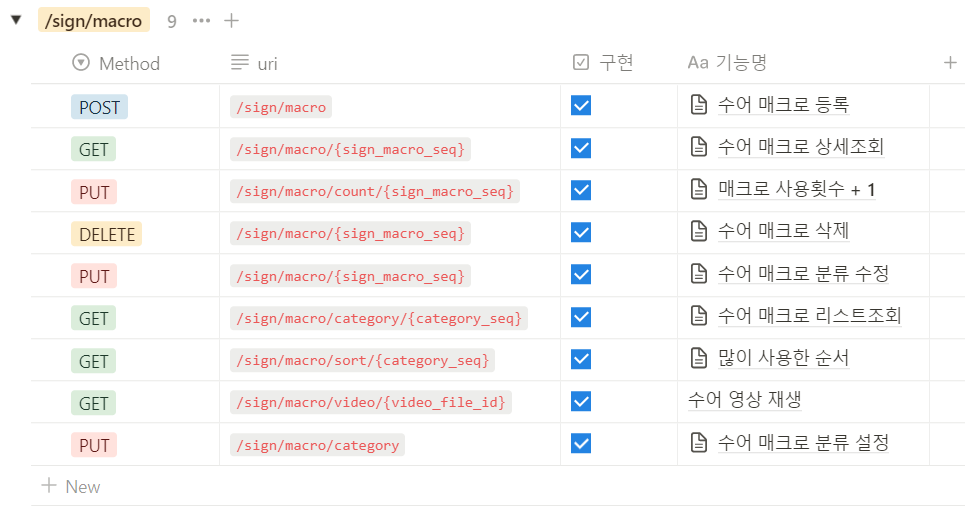 /sign/macro 9
Method uri 구현 Aa 기능명
POST /sign/macro 수어 매크로 등록
GET /sign/macro/{sign_macro_seq} 수어 매크로 상세조회
PUT /sign/macro/count/{sign_macro_seq} 매크로 사용횟수 + 1
DELETE /sign/macro/{sign_macro_seq} 수어 매크로 삭제
PUT /sign/macro/{sign_macro_seq} 수어 매크로 분류 수정
GET /sign/macro/category/{category_seq} 수어 매크로 리스트조회
GET /sign/macro/sort/{category_seq} 많이 사용한 순서
GET /sign/macro/video/{video_file_id} 수어 영상 재생
PUT /sign/macro/category 수어 매크로 분류 설정
New